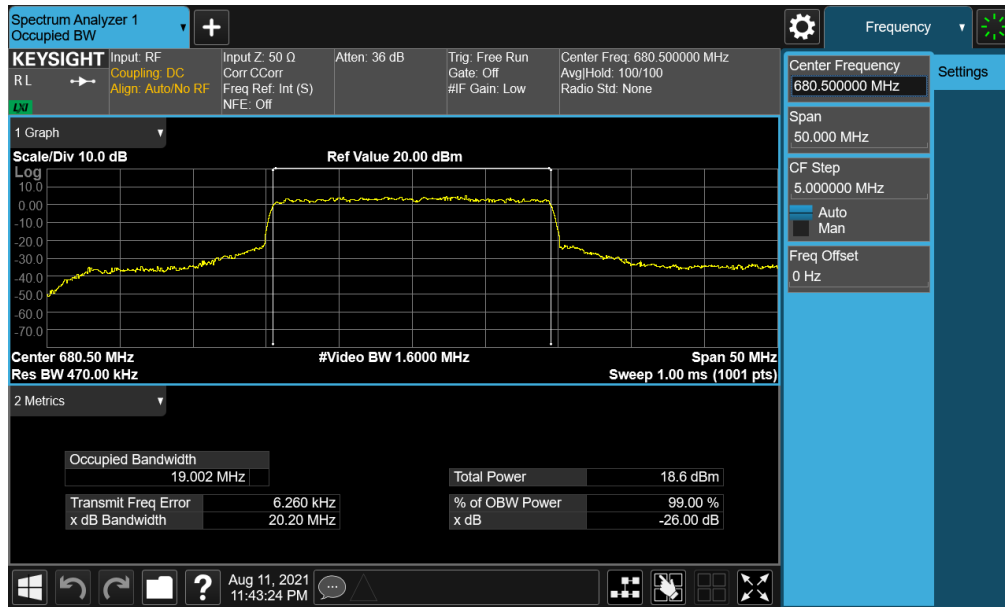 Spectrum Analyzer 1
Occupied BW
+
Frequency
KEYSIGHT
R L
LXI
Input: RF
Coupling: DC
Align: Auto/No RF
Input Z: 50 Ω
Corr CCorr
Freq Ref: Int (S)
NFE: Off
Atten: 36 dB
Trig: Free Run
Gate: Off
#IF Gain: Low
Center Freq: 680.500000 MHz
Avg|Hold: 100/100
Radio Std: None
Center Frequency
680.500000 MHz
Settings
Span
50.000 MHz
CF Step
5.000000 MHz
Auto
Man
Freq Offset
0 Hz
1 Graph
Scale/Div 10.0 dB
Ref Value 20.00 dBm
Log
10.0
0.00
-10.0
-20.0
-30.0
-40.0
-50.0
-60.0
-70.0
Center 680.50 MHz
#Video BW 1.6000 MHz
Span 50 MHz
Res BW 470.00 kHz
Sweep 1.00 ms (1001 pts)
2 Metrics
Occupied Bandwidth
19.002 MHz
Total Power 18.6 dBm
Transmit Freq Error 6.260 kHz
% of OBW Power 99.00 %
x dB Bandwidth 20.20 MHz
x dB -26.00 dB
?
Aug 11, 2021
11:43:24 PM